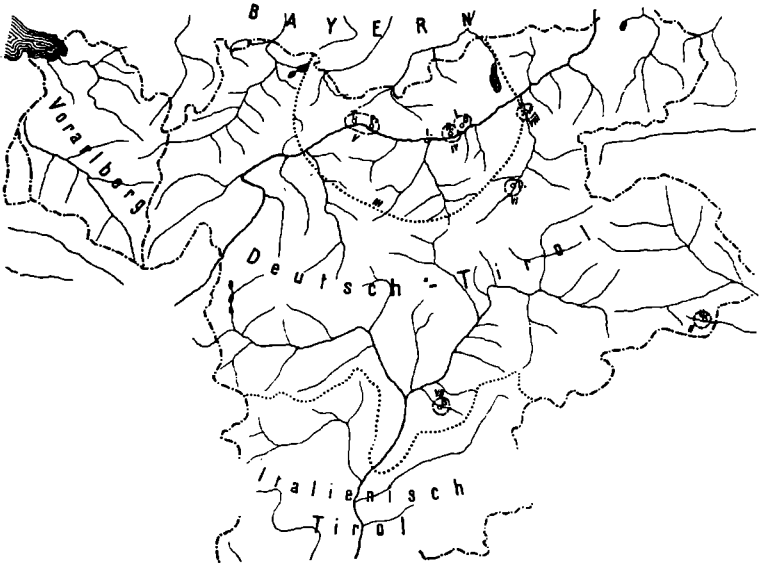 BAYERN
Vorarlberg
Deutsch-Tirol
Italienisch
Tirol